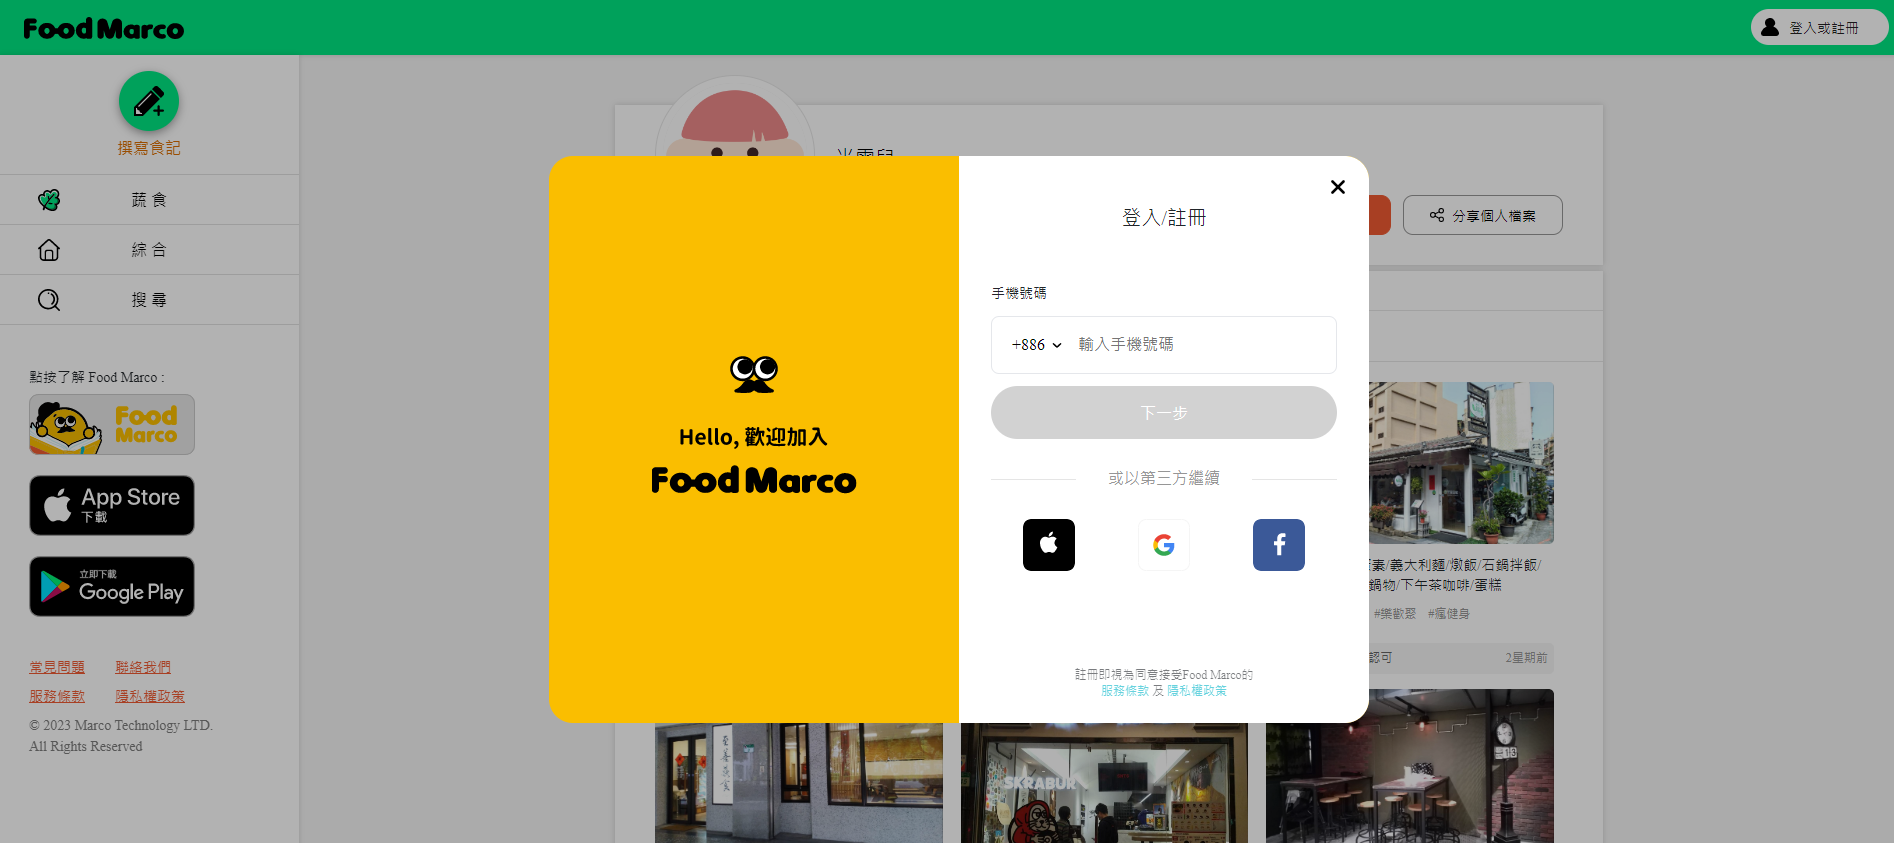 Food Marco
登入或註冊
撰寫食記
蔬食
綜合
搜尋
點按了解 Food Marco :
Food
Marco
App Store
下載
立即下載
Google Play
常見問題 聯絡我們
服務條款 隱私權政策
© 2023 Marco Technology LTD.
All Rights Reserved
分享個人檔案
Hello, 歡迎加入
Food Marco
登入/註冊
手機號碼
+886 輸入手機號碼
下一步
或以第三方繼續
註冊即視為同意接受Food Marco的
服務條款 及 隱私權政策
素/義大利麵/燉飯/石鍋拌飯/
鍋物/下午茶咖啡/蛋糕
#樂歡聚 #瘋健身
認可 2星期前
SKRABUR